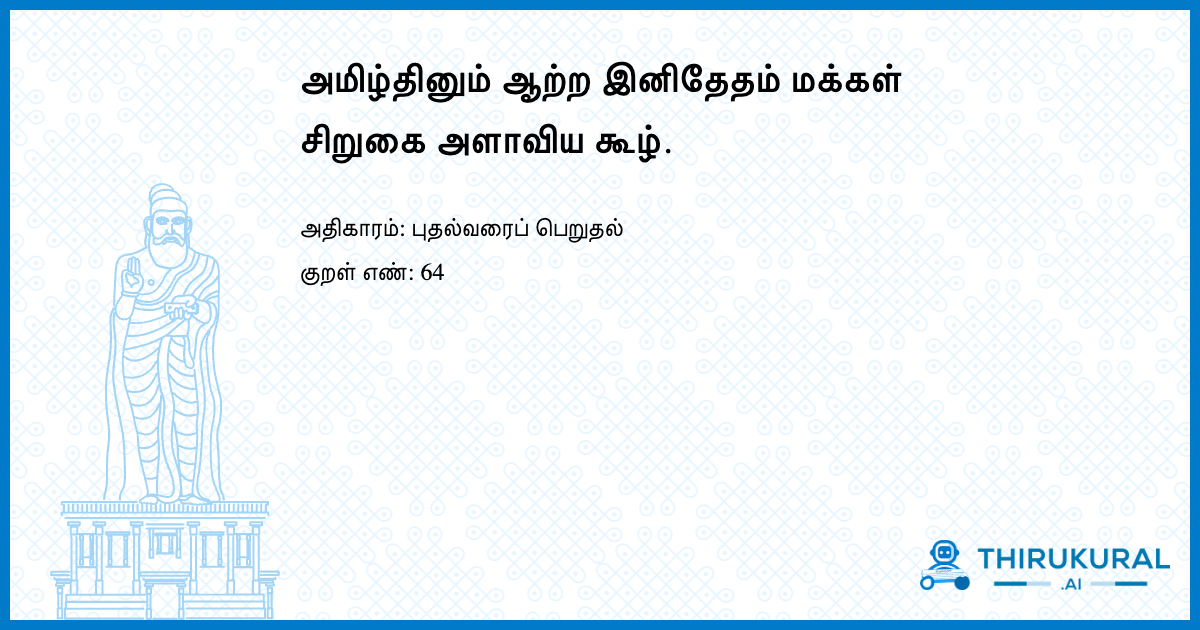 அமிழ்தினும் ஆற்ற இனிதேதம் மக்கள்
சிறுகை அளாவிய கூழ்.
அதிகாரம்: புதல்வரைப் பெறுதல்
குறள் எண்: 64
THIRUKURAL
.AI